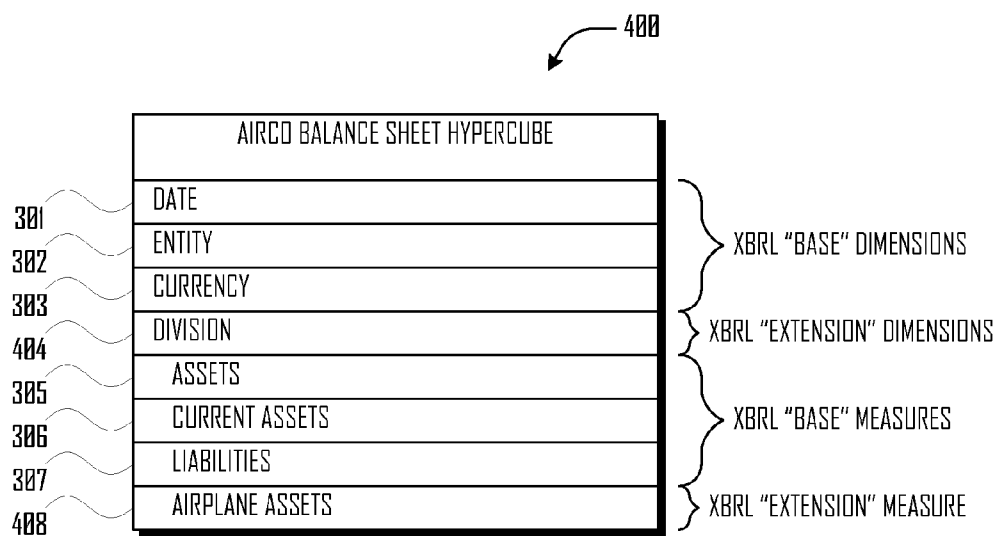 400
AIRCO BALANCE SHEET HYPERCUBE
301
DATE
302
ENTITY
XBRL "BASE" DIMENSIONS
303
CURRENCY
404
DIVISION
XBRL "EXTENSION" DIMENSIONS
305
ASSETS
306
CURRENT ASSETS
XBRL "BASE" MEASURES
307
LIABILITIES
408
AIRPLANE ASSETS
XBRL "EXTENSION" MEASURE